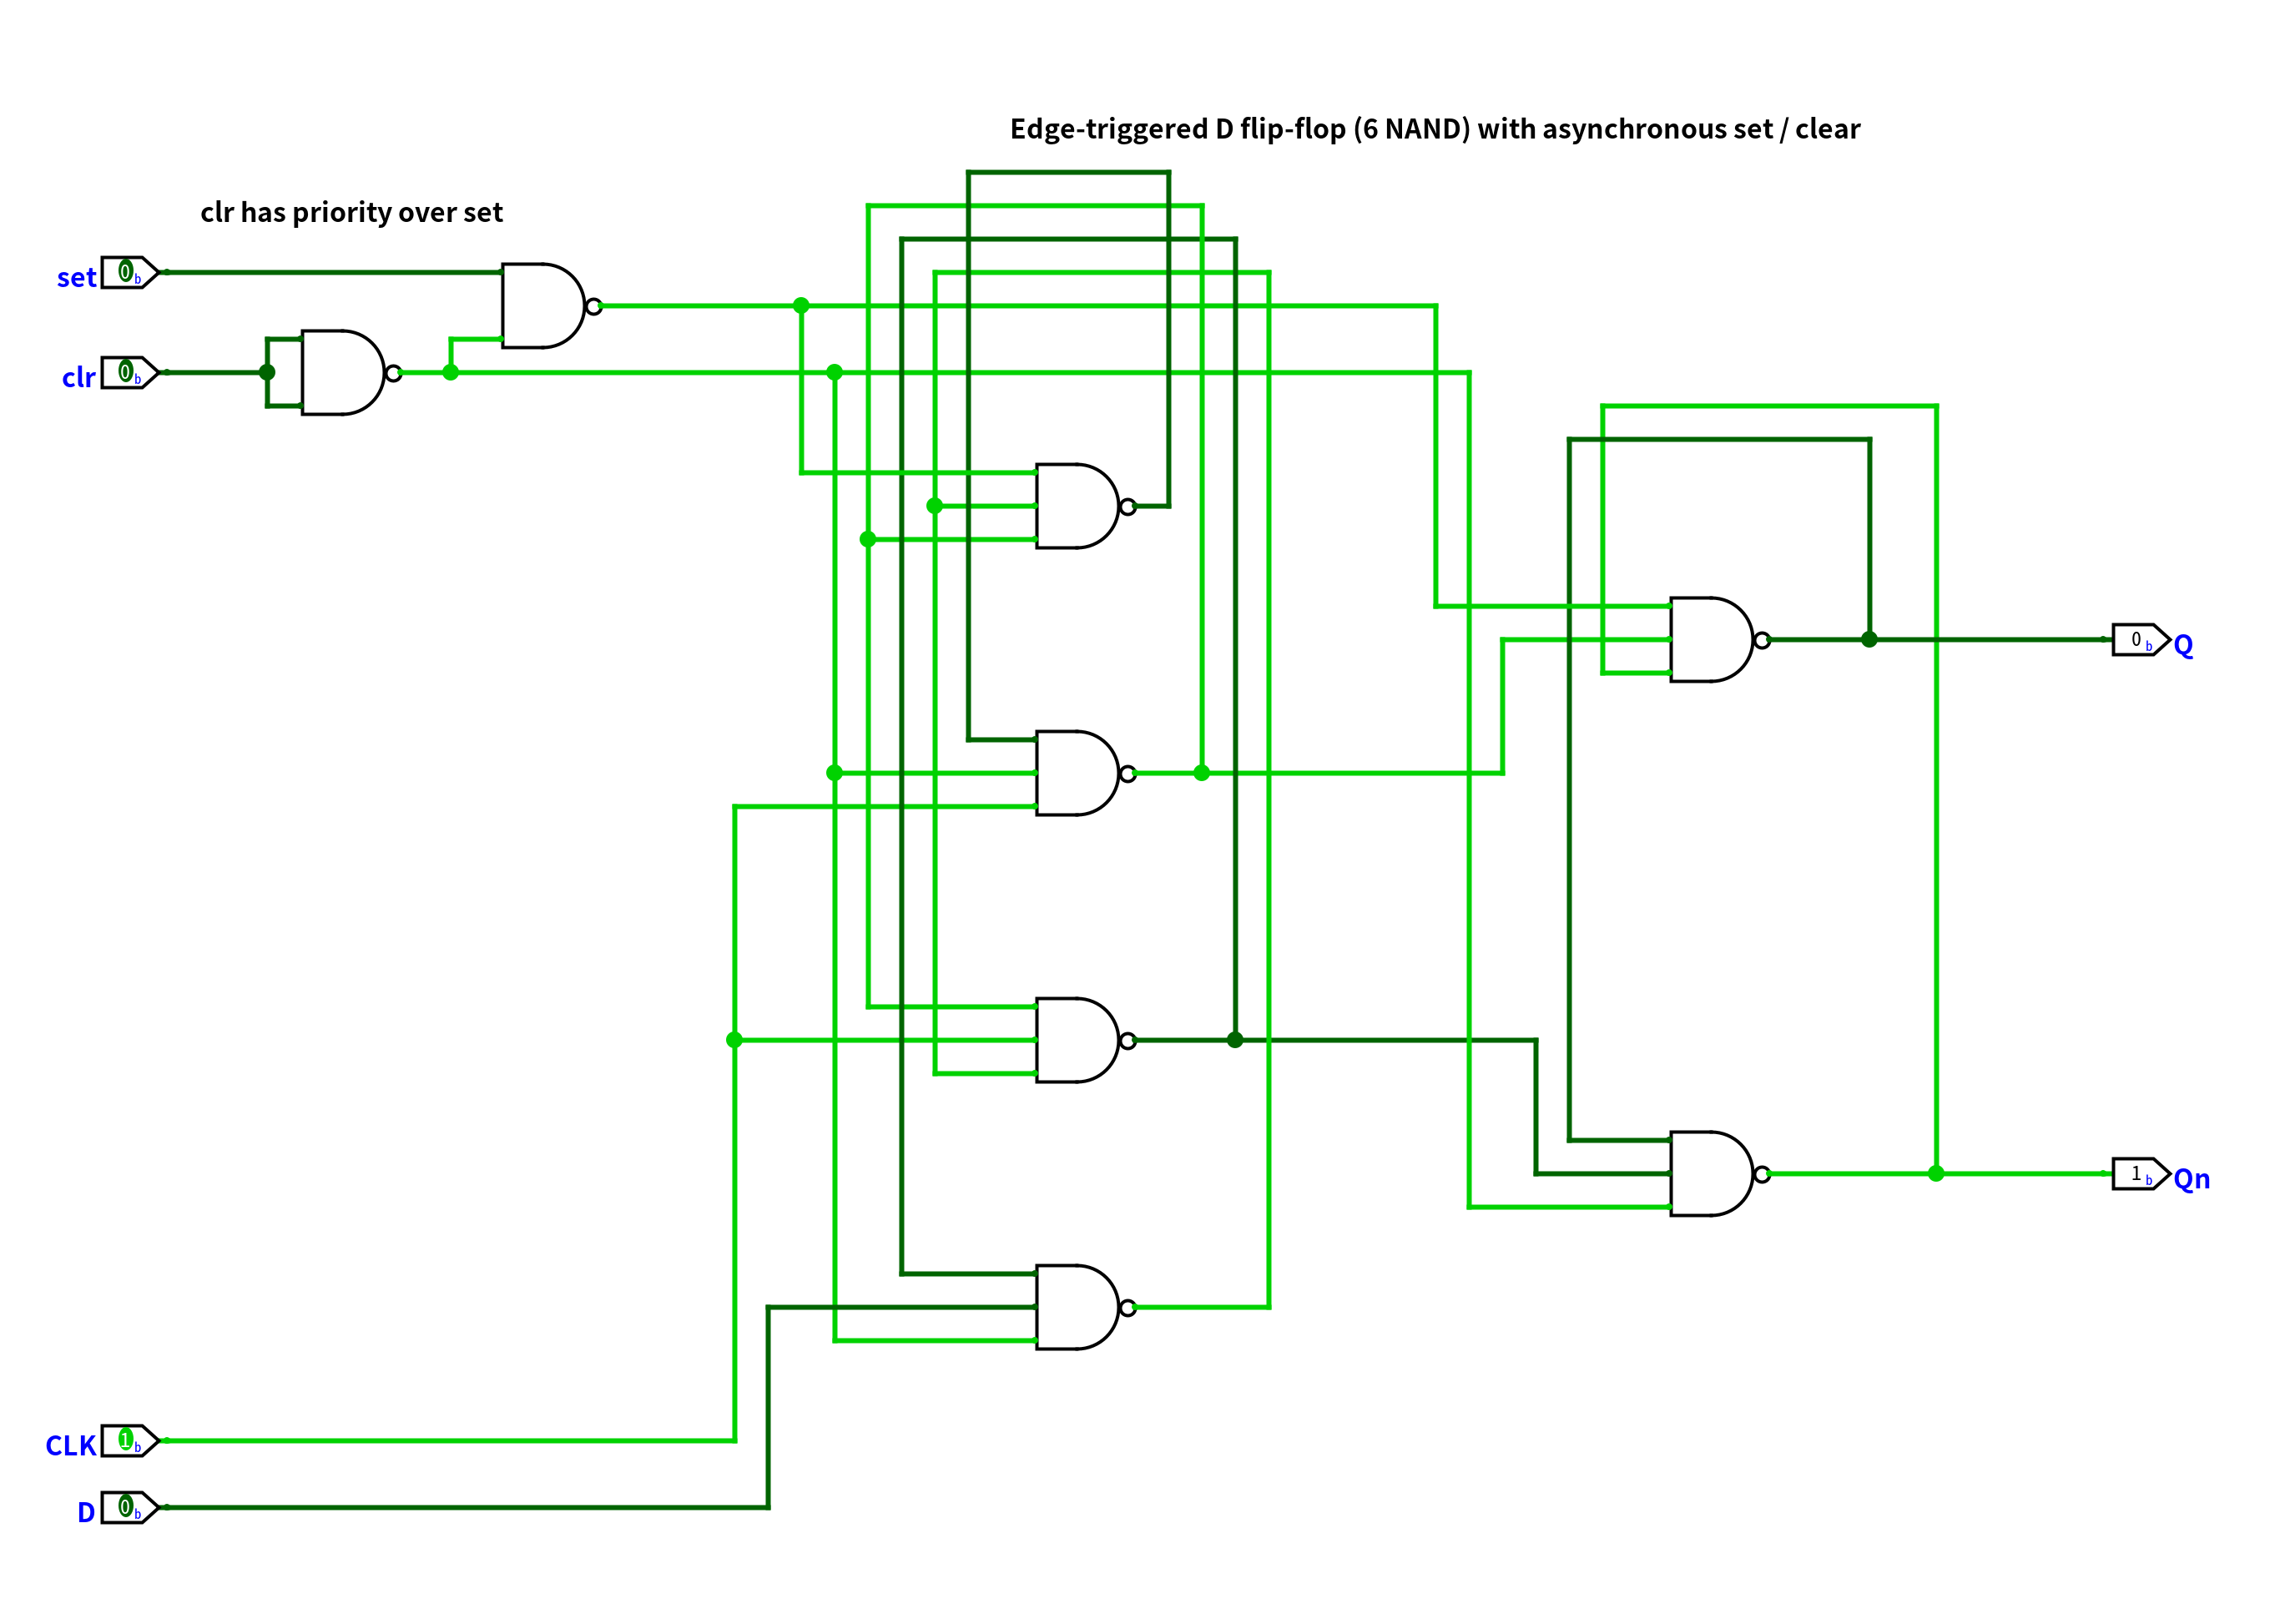 Edge-triggered D flip-flop (6 NAND) with asynchronous set / clear
clr has priority over set
set 0b
clr 0b
0b Q
1b Qn
CLK 1b
D 0b